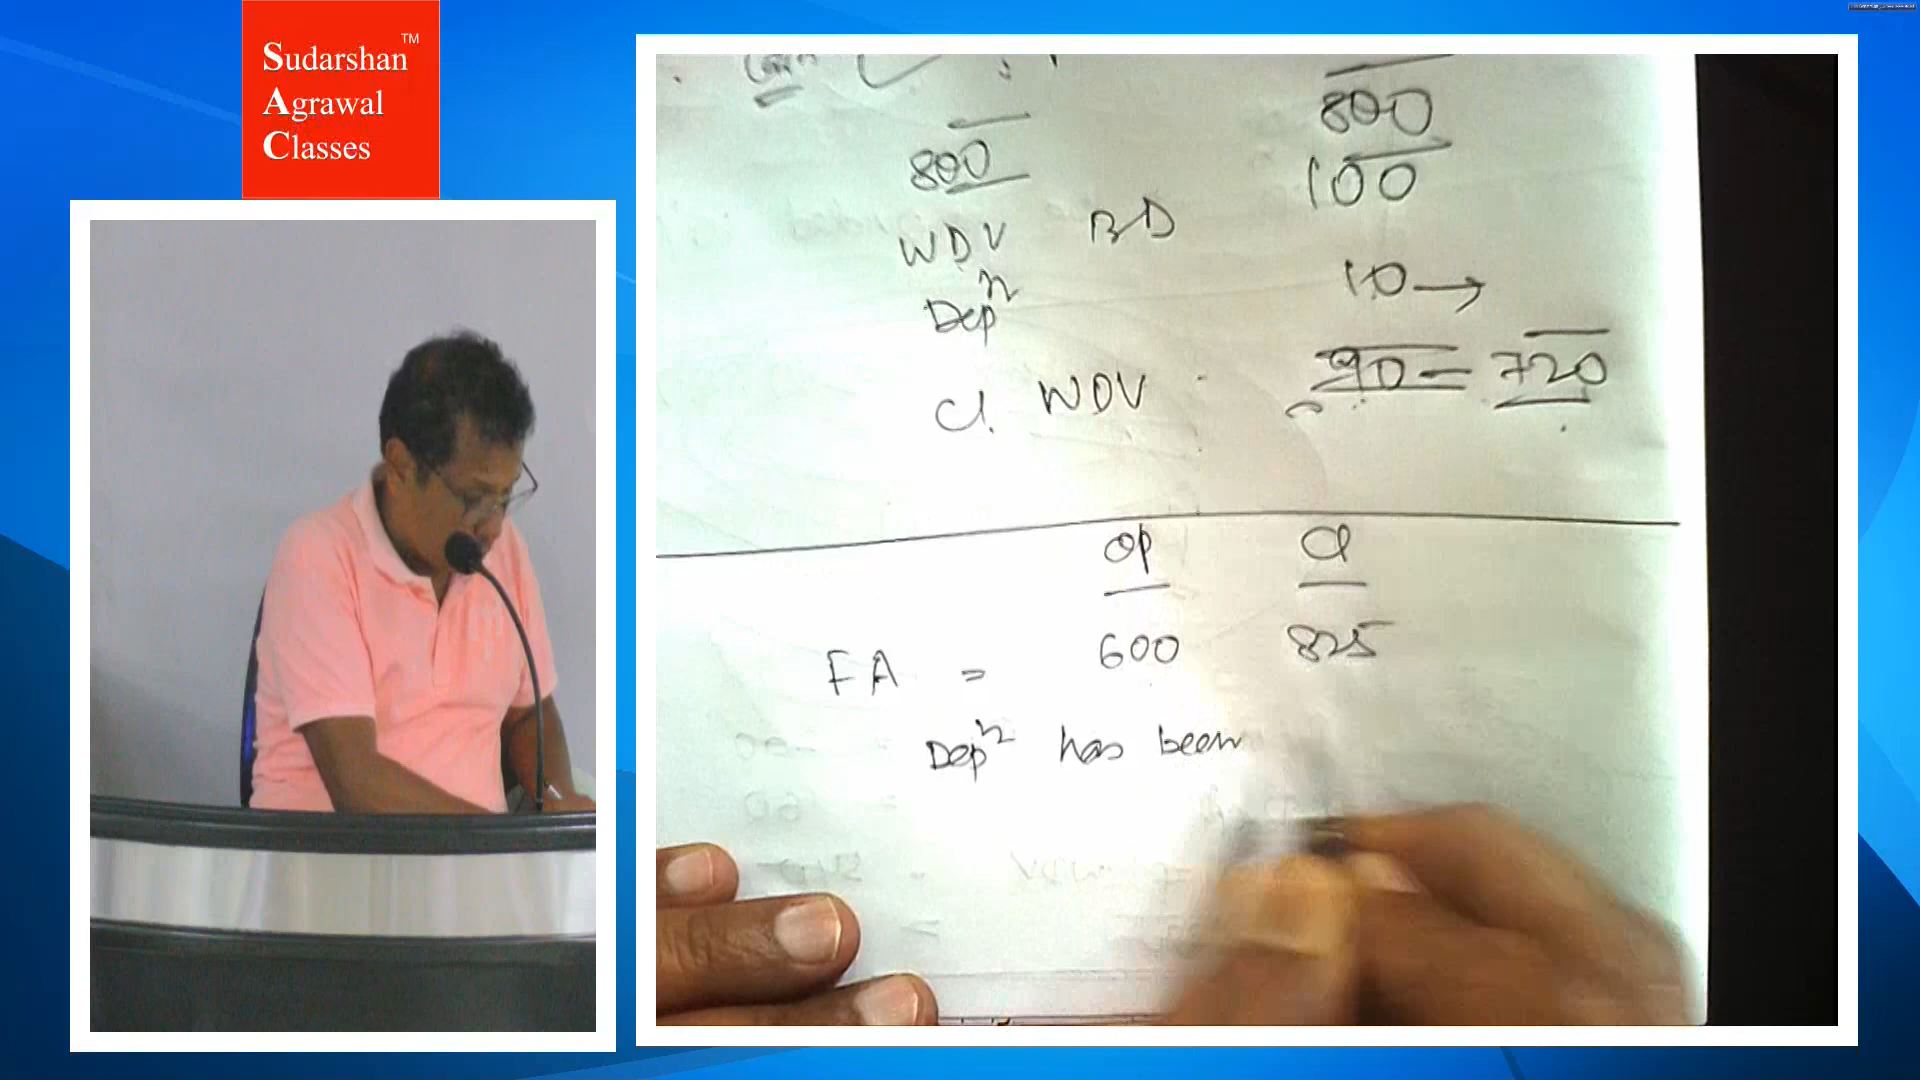 Sudarshan™
Agrawal
Classes
800
800
100
WDV BD
Depⁿ 10 →
Cl. WDV 90 = 720
Op Cl
FA = 600 825
Depⁿ has been